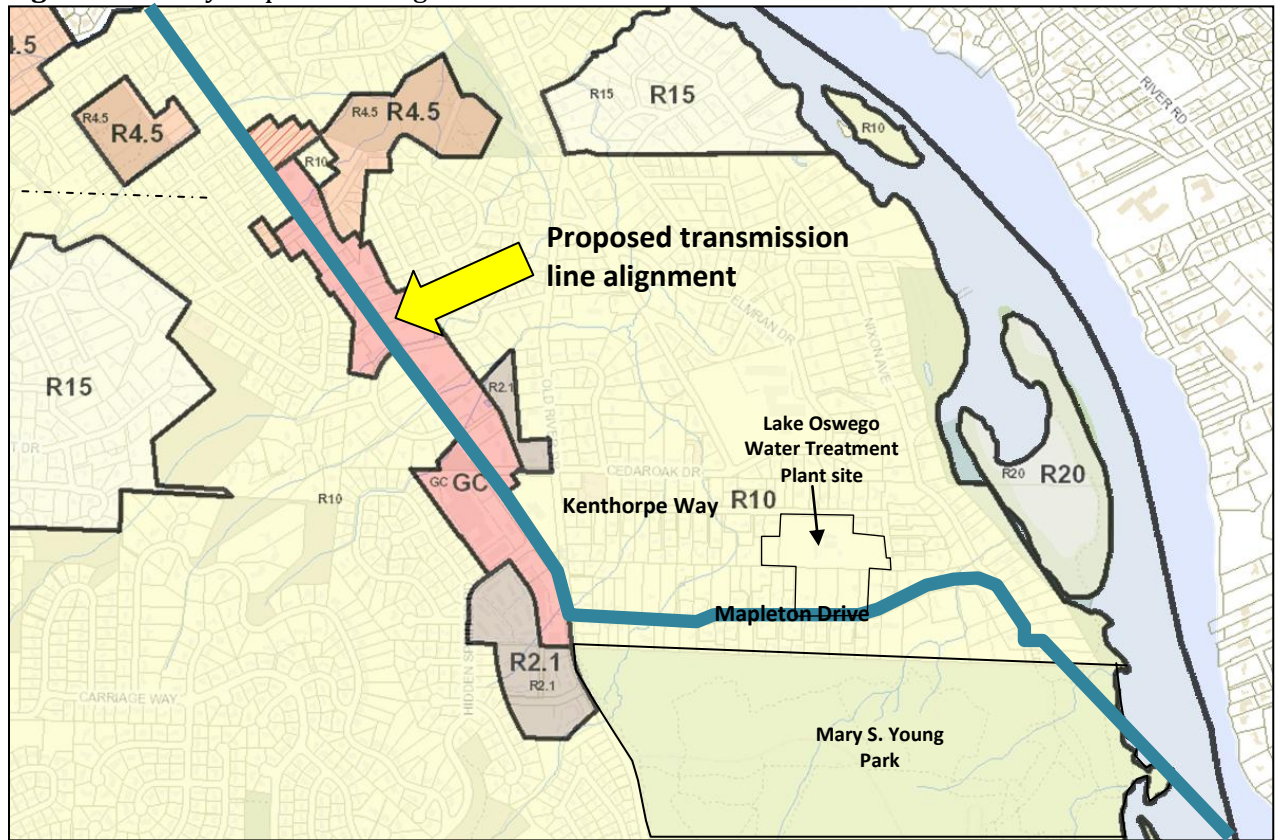 4.5
R4.5
R4.5
R4.5
R4.5
R10
R15
R15
R10
RIVER RD
Proposed transmission
line alignment
ELMRAN DR
NIXON AVE
R15
R2.1
Lake Oswego
Water Treatment
Plant site
CEDAROAK DR
GC
GC
R10
Kenthorpe Way
R10
R20
R20
Mapleton Drive
R2.1
R2.1
CARRIAGE WAY
Mary S. Young
Park